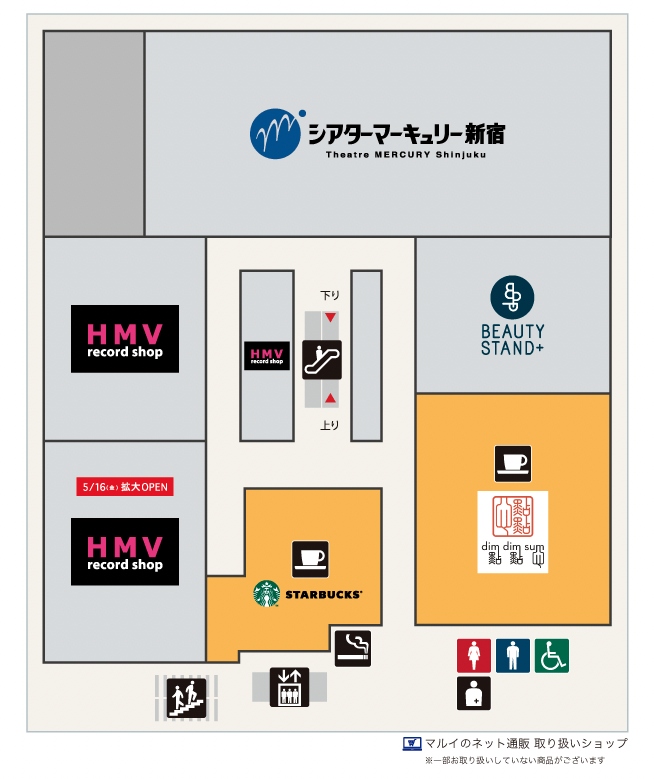 シアターマーキュリー新宿
Theatre MERCURY Shinjuku
HMV
record shop
下り
HMV
record shop
上り
BEAUTY
STAND+
5/16(金) 拡大OPEN
HMV
record shop
STARBUCKS
點點心
dim dim sum
點 點 心
マルイのネット通販 取り扱いショップ
※一部お取り扱いしていない商品がございます